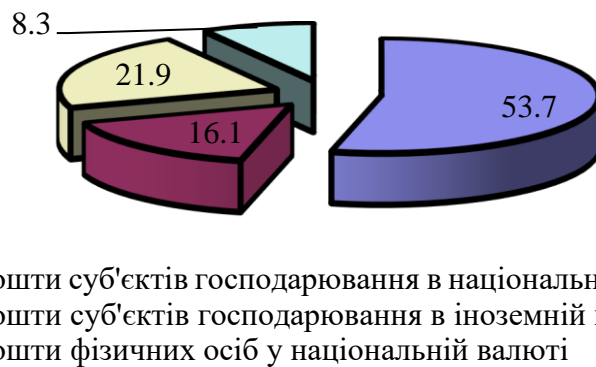 8.3
21.9
53.7
16.1
суб'єктів господарювання в
суб'єктів господарювання в іноземній
фізичних осіб у національній валюті